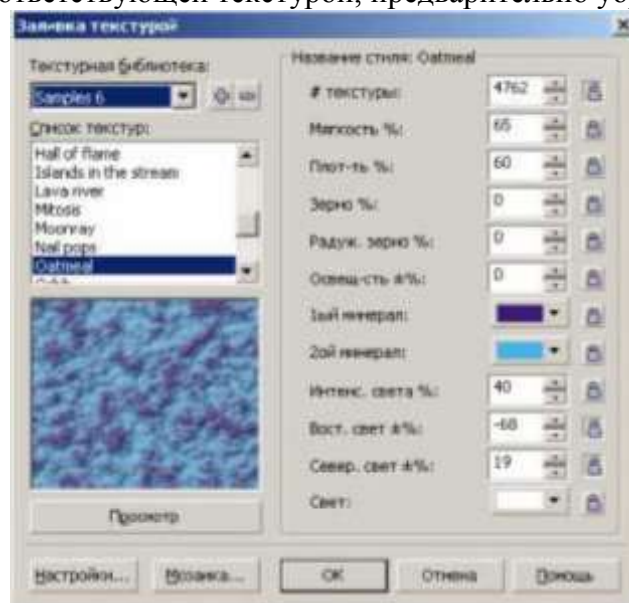 ответствующей текстурой, предварительно
Заливка текстурой
Текстурная библиотека:
Samples 6
Список текстур:
Hall of flame
Islands in the stream
Lava river
Mitosis
Moonray
Nail pops
Oatmeal
Просмотр
Название стиля: Oatmeal
# текстуры: 4762
Мягкость %: 65
Плот-ть %: 60
Зерно %: 0
Радуж. зерно %: 0
Освещ-сть ±%: 0
1ый минерал:
2ой минерал:
Интенс. света %: 40
Вост. свет ±%: -68
Север. свет ±%: 19
Свет:
Настройки... Мозаика... OK Отмена Помощь